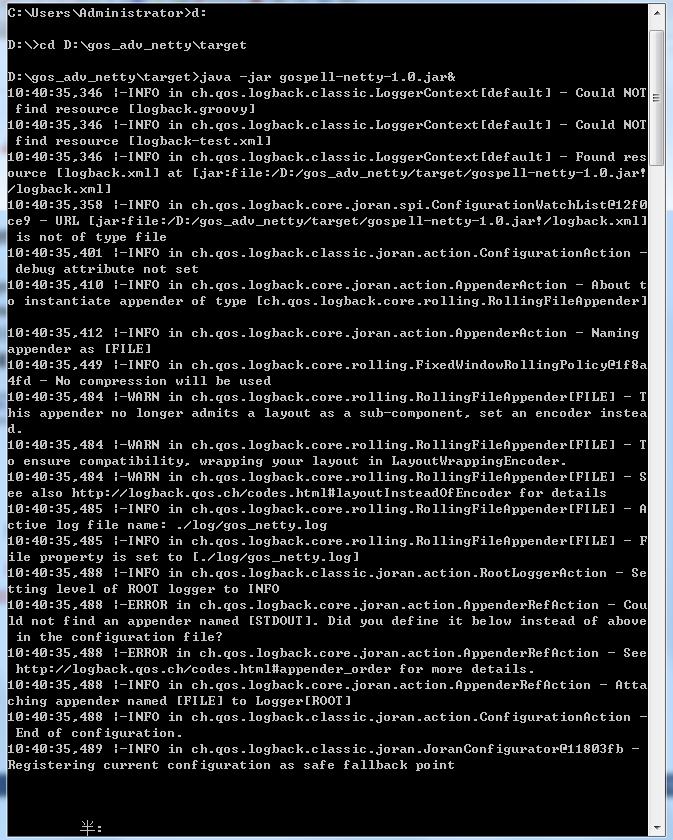 C:\Users\Administrator>d:
D:\>cd D:\gos_adv_netty\target
D:\gos_adv_netty\target>java -jar gospell-netty-1.0.jar&
10:40:35,346 |-INFO in ch.qos.logback.classic.LoggerContext[default] - Could NOT
 find resource [logback.groovy]
10:40:35,346 |-INFO in ch.qos.logback.classic.LoggerContext[default] - Could NOT
 find resource [logback-test.xml]
10:40:35,346 |-INFO in ch.qos.logback.classic.LoggerContext[default] - Found res
ource [logback.xml] at [jar:file:/D:/gos_adv_netty/target/gospell-netty-1.0.jar!
/logback.xml]
10:40:35,358 |-INFO in ch.qos.logback.core.joran.spi.ConfigurationWatchList@12f0
ce9 - URL [jar:file:/D:/gos_adv_netty/target/gospell-netty-1.0.jar!/logback.xml]
 is not of type file
10:40:35,401 |-INFO in ch.qos.logback.classic.joran.action.ConfigurationAction -
 debug attribute not set
10:40:35,410 |-INFO in ch.qos.logback.core.joran.action.AppenderAction - About t
o instantiate appender of type [ch.qos.logback.core.rolling.RollingFileAppender]
10:40:35,412 |-INFO in ch.qos.logback.core.joran.action.AppenderAction - Naming
appender as [FILE]
10:40:35,449 |-INFO in ch.qos.logback.core.rolling.FixedWindowRollingPolicy@1f8a
4fd - No compression will be used
10:40:35,484 |-WARN in ch.qos.logback.core.rolling.RollingFileAppender[FILE] - T
his appender no longer admits a layout as a sub-component, set an encoder instea
d.
10:40:35,484 |-WARN in ch.qos.logback.core.rolling.RollingFileAppender[FILE] - T
o ensure compatibility, wrapping your layout in LayoutWrappingEncoder.
10:40:35,484 |-WARN in ch.qos.logback.core.rolling.RollingFileAppender[FILE] - S
ee also http://logback.qos.ch/codes.html#layoutInsteadOfEncoder for details
10:40:35,485 |-INFO in ch.qos.logback.core.rolling.RollingFileAppender[FILE] - A
ctive log file name: ./log/gos_netty.log
10:40:35,485 |-INFO in ch.qos.logback.core.rolling.RollingFileAppender[FILE] - F
ile property is set to [./log/gos_netty.log]
10:40:35,488 |-INFO in ch.qos.logback.classic.joran.action.RootLoggerAction - Se
tting level of ROOT logger to INFO
10:40:35,488 |-ERROR in ch.qos.logback.core.joran.action.AppenderRefAction - Cou
ld not find an appender named [STDOUT]. Did you define it below instead of above
 in the configuration file?
10:40:35,488 |-ERROR in ch.qos.logback.core.joran.action.AppenderRefAction - See
 http://logback.qos.ch/codes.html#appender_order for more details.
10:40:35,488 |-INFO in ch.qos.logback.core.joran.action.AppenderRefAction - Atta
ching appender named [FILE] to Logger[ROOT]
10:40:35,488 |-INFO in ch.qos.logback.classic.joran.action.ConfigurationAction -
 End of configuration.
10:40:35,489 |-INFO in ch.qos.logback.classic.joran.JoranConfigurator@11803fb -
Registering current configuration as safe fallback point
半: